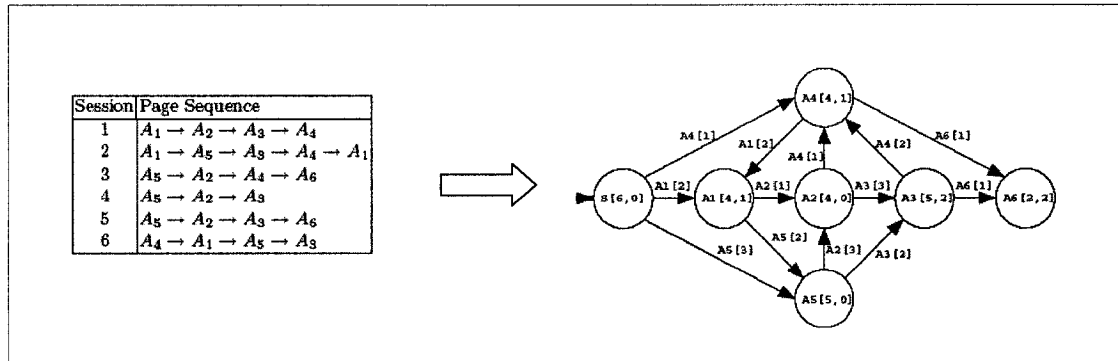 Session Page Sequence
1 A₁ → A₂ → A₃ → A₄
2 A₁ → A₅ → A₃ → A₄ → A₁
3 A₅ → A₂ → A₄ → A₆
4 A₅ → A₂ → A₃
5 A₅ → A₂ → A₃ → A₆
6 A₄ → A₁ → A₅ → A₃
A4[4,1]
A4[1]
A1[2]
A4[1]
A4[2]
A6[1]
S[6,0]
A1[2]
A1[4,1]
A2[1]
A2[4,0]
A3[3]
A3[5,2]
A6[1]
A6[2,2]
A5[3]
A5[2]
A2[3]
A3[2]
A5[5,0]